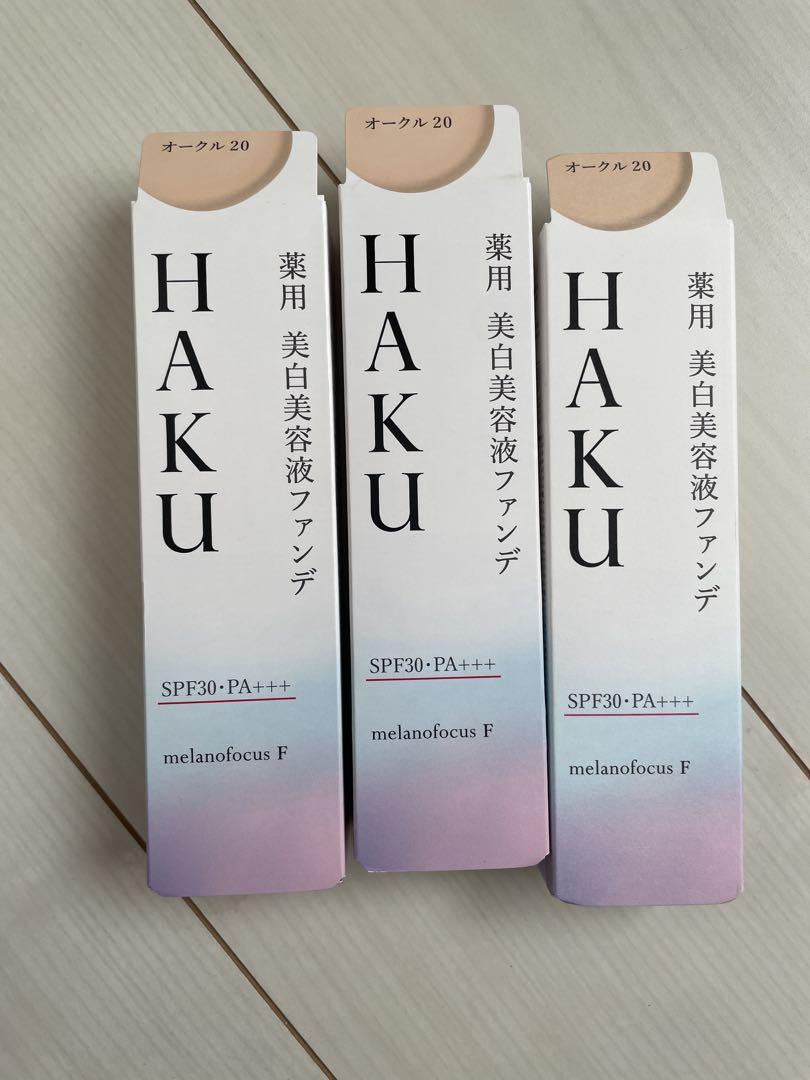 オークル 20
HAKU
薬用 美白美容液ファンデ
SPF30・PA+++
melanofocus F
オークル 20
HAKU
薬用 美白美容液ファンデ
SPF30・PA+++
melanofocus F
オークル 20
HAKU
薬用 美白美容液ファンデ
SPF30・PA+++
melanofocus F